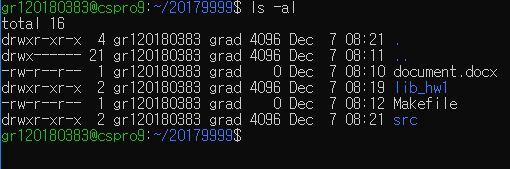 gr120180383@cspro9:~/20179999$ ls -al
total 16
drwxr-xr-x  4 gr120180383 grad 4096 Dec  7 08:21 .
drwx------ 21 gr120180383 grad 4096 Dec  7 08:11 ..
-rw-r--r--  1 gr120180383 grad    0 Dec  7 08:10 document.docx
drwxr-xr-x  2 gr120180383 grad 4096 Dec  7 08:19 lib_hw1
-rw-r--r--  1 gr120180383 grad    0 Dec  7 08:12 Makefile
drwxr-xr-x  2 gr120180383 grad 4096 Dec  7 08:21 src
gr120180383@cspro9:~/20179999$